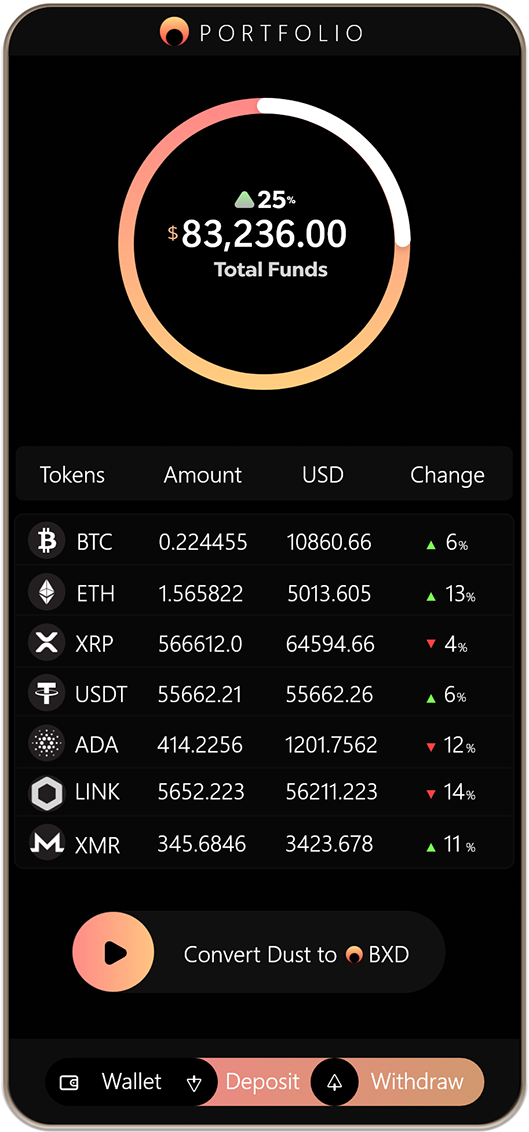 PORTFOLIO
25%
$83,236.00
Total Funds
Tokens Amount USD Change
BTC 0.224455 10860.66 6%
ETH 1.565822 5013.605 13%
XRP 566612.0 64594.66 4%
USDT 55662.21 55662.26 6%
ADA 414.2256 1201.7562 12%
LINK 5652.223 56211.223 14%
XMR 345.6846 3423.678 11 %
Convert Dust to BXD
Wallet Deposit Withdraw